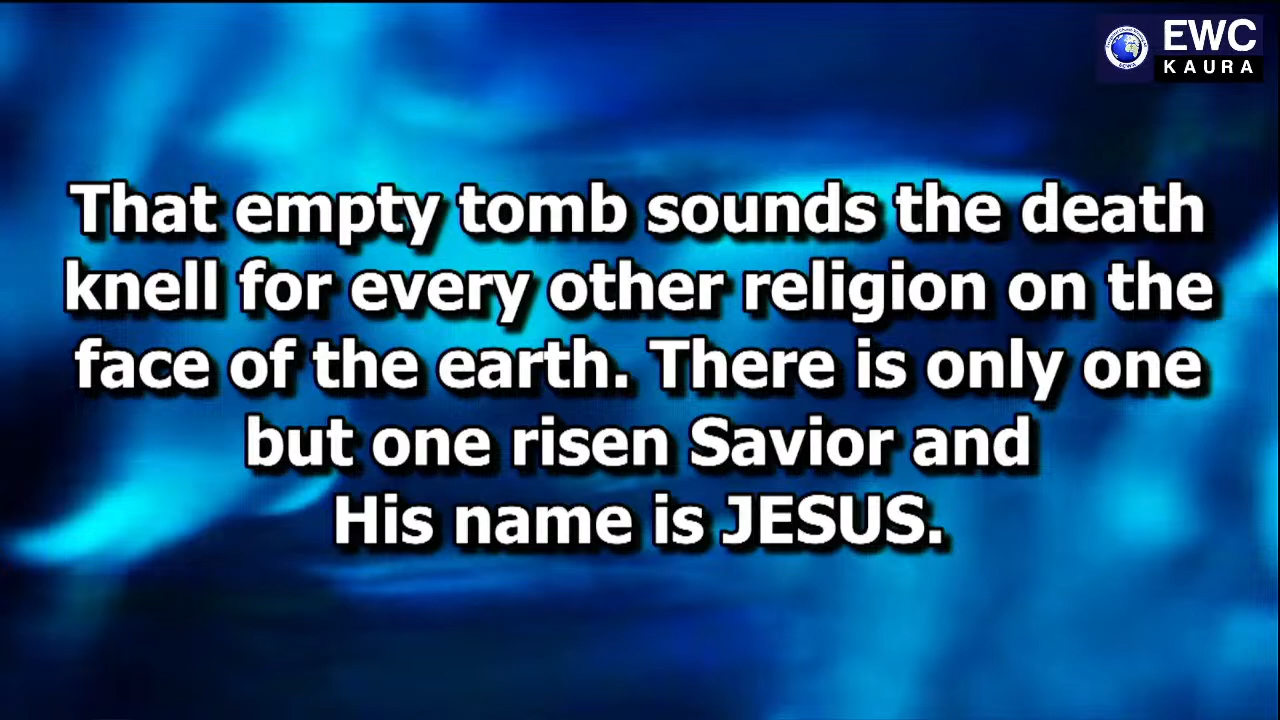 EWC
KAURA
That empty tomb sounds the death
knell for every other religion on the
face of the earth. There is only one
but one risen Savior and
His name is JESUS.